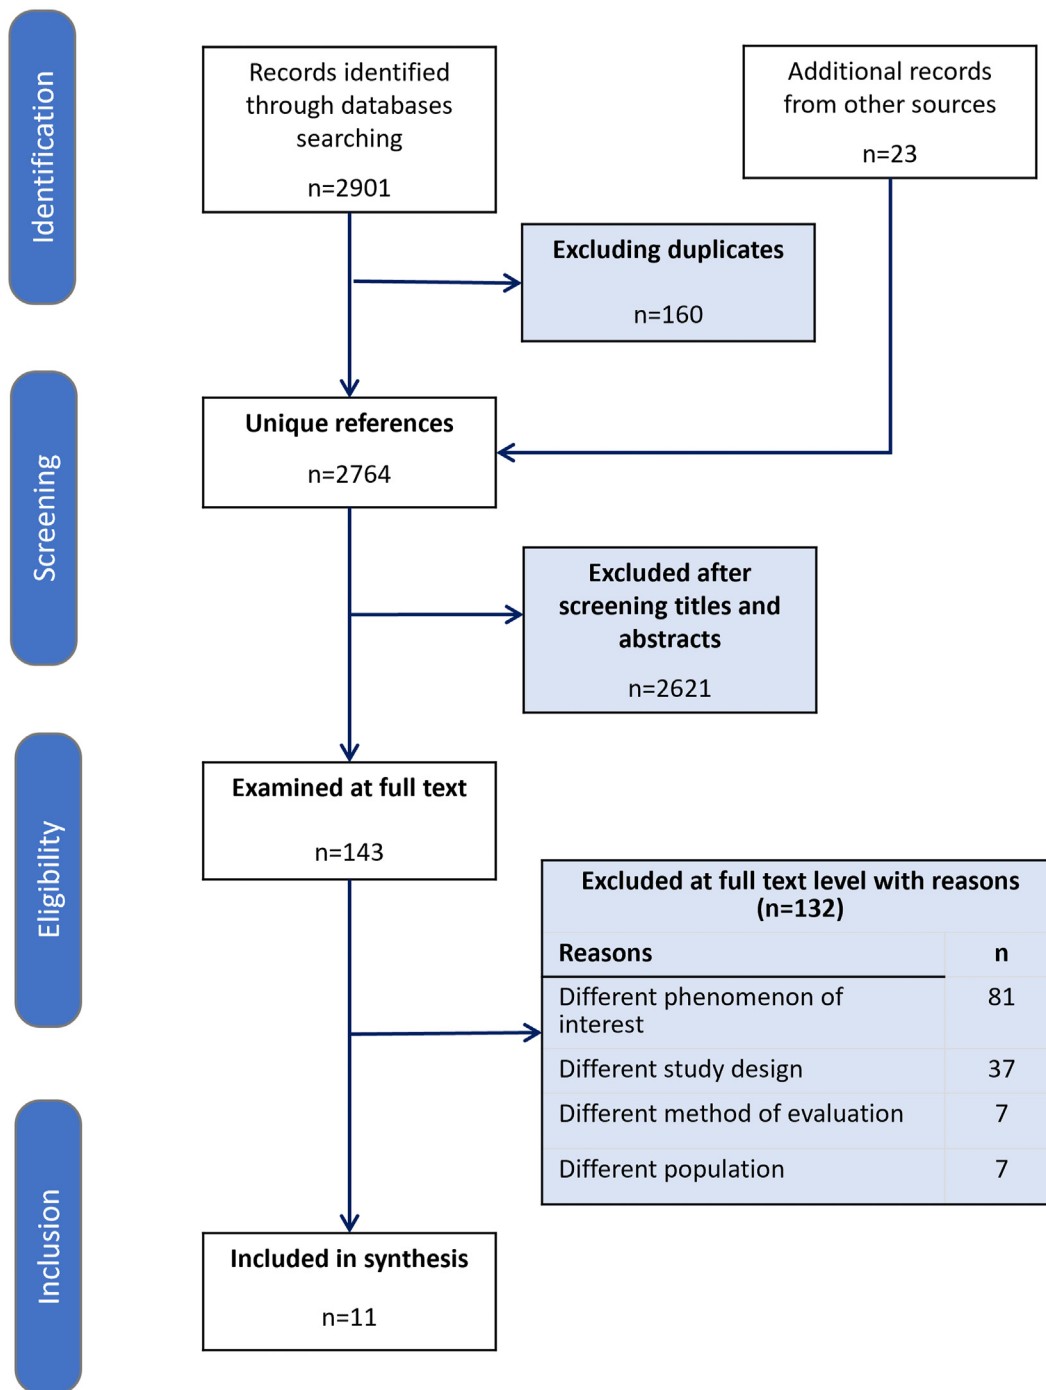 Identification
Records identified
through databases
searching
n=2901
Additional records
from other sources
n=23
Excluding duplicates
n=160
Screening
Unique references
n=2764
Excluded after
screening titles and
abstracts
n=2621
Eligibility
Examined at full text
n=143
Excluded at full text level with reasons
(n=132)
Reasons n
Different phenomenon of
interest 81
Different study design 37
Different method of evaluation 7
Different population 7
Inclusion
Included in synthesis
n=11